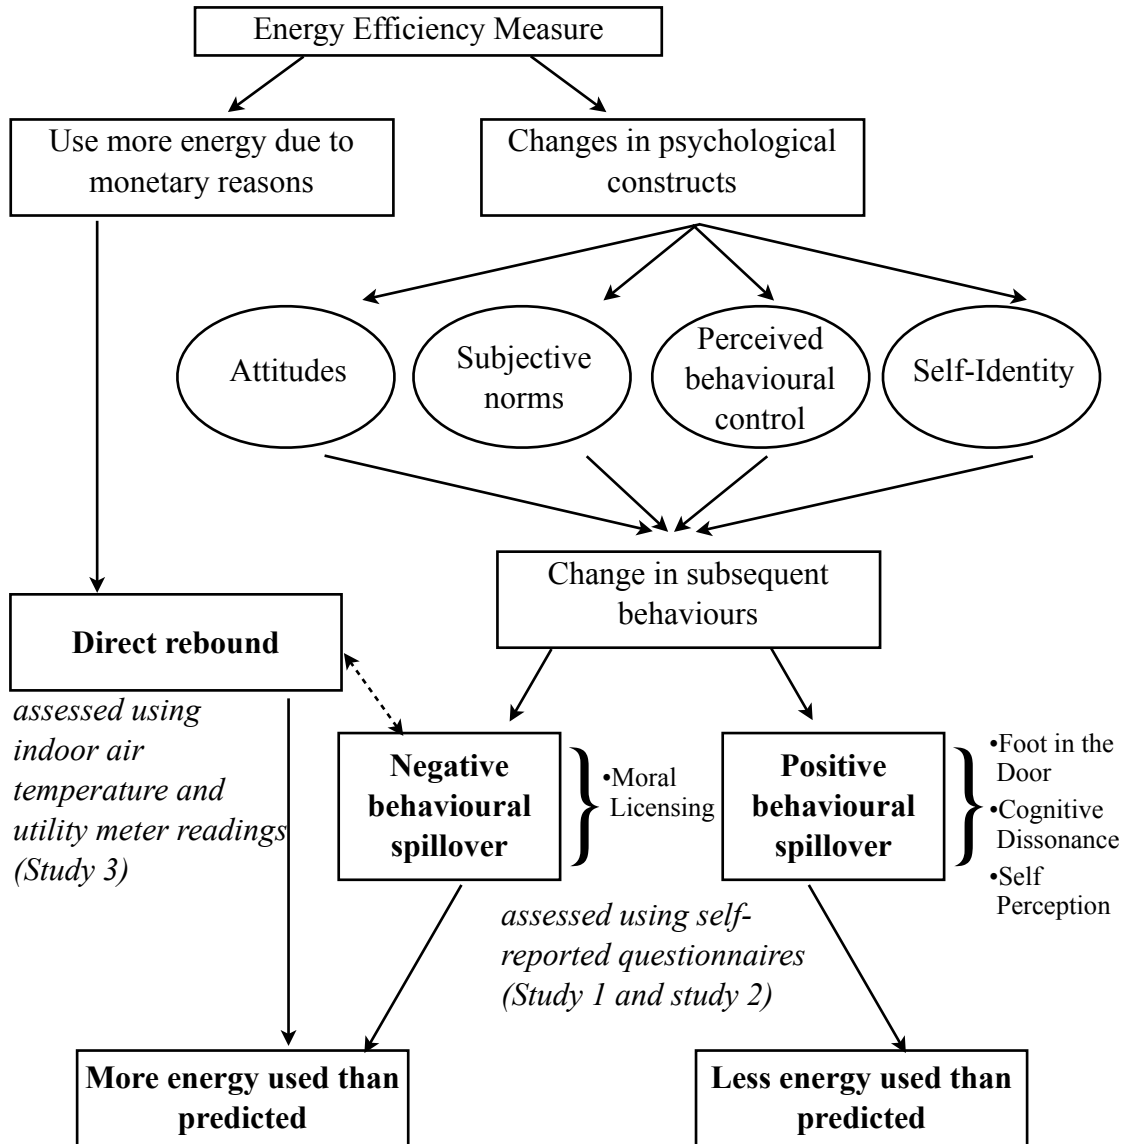 Energy Efficiency Measure
Use more energy due to
monetary reasons
Changes in psychological
constructs
Attitudes
Subjective
norms
Perceived
behavioural
control
Self-Identity
Change in subsequent
behaviours
Direct rebound
assessed using
indoor air
temperature and
utility meter readings
(Study 3)
Negative
behavioural
spillover
•Moral
Licensing
Positive
behavioural
spillover
•Foot in the
Door
•Cognitive
Dissonance
•Self
Perception
assessed using self-
reported questionnaires
(Study 1 and study 2)
More energy used than
predicted
Less energy used than
predicted